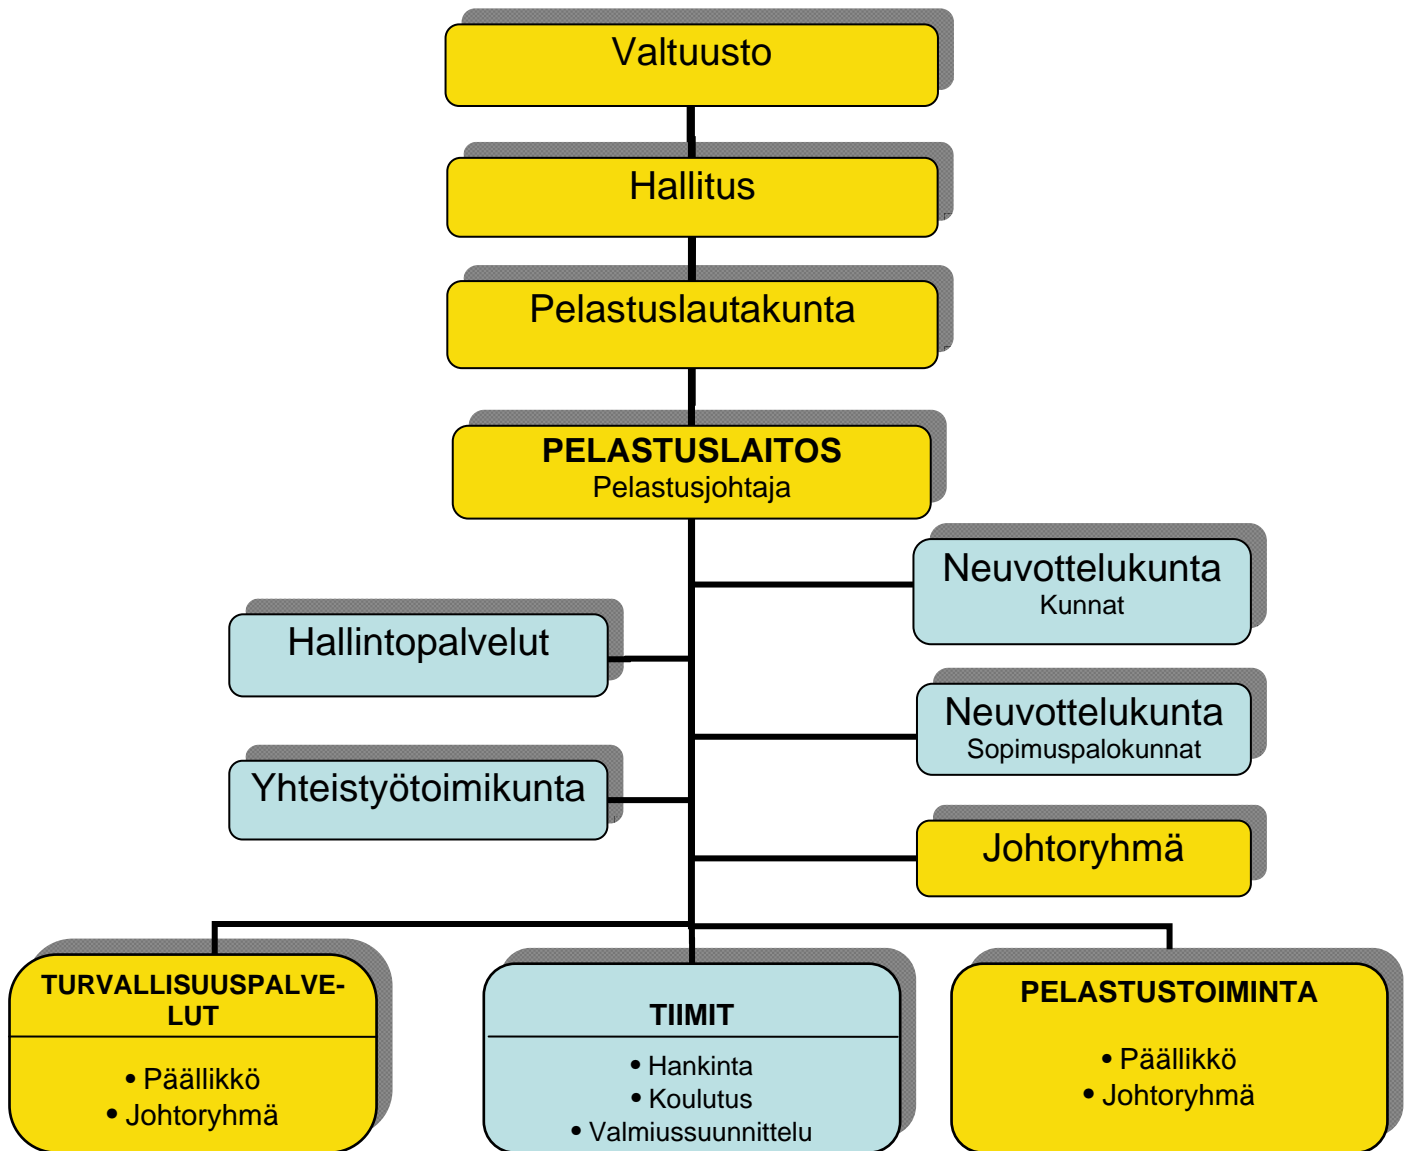 Valtuusto
Hallitus
Pelastuslautakunta
PELASTUSLAITOS
Pelastusjohtaja
Neuvottelukunta
Kunnat
Hallintopalvelut
Neuvottelukunta
Sopimuspalokunnat
Yhteistyötoimikunta
Johtoryhmä
TURVALLISUUSPALVE-
LUT
• Päällikkö
• Johtoryhmä
TIIMIT
• Hankinta
• Koulutus
• Valmiussuunnittelu
PELASTUSTOIMINTA
• Päällikkö
• Johtoryhmä